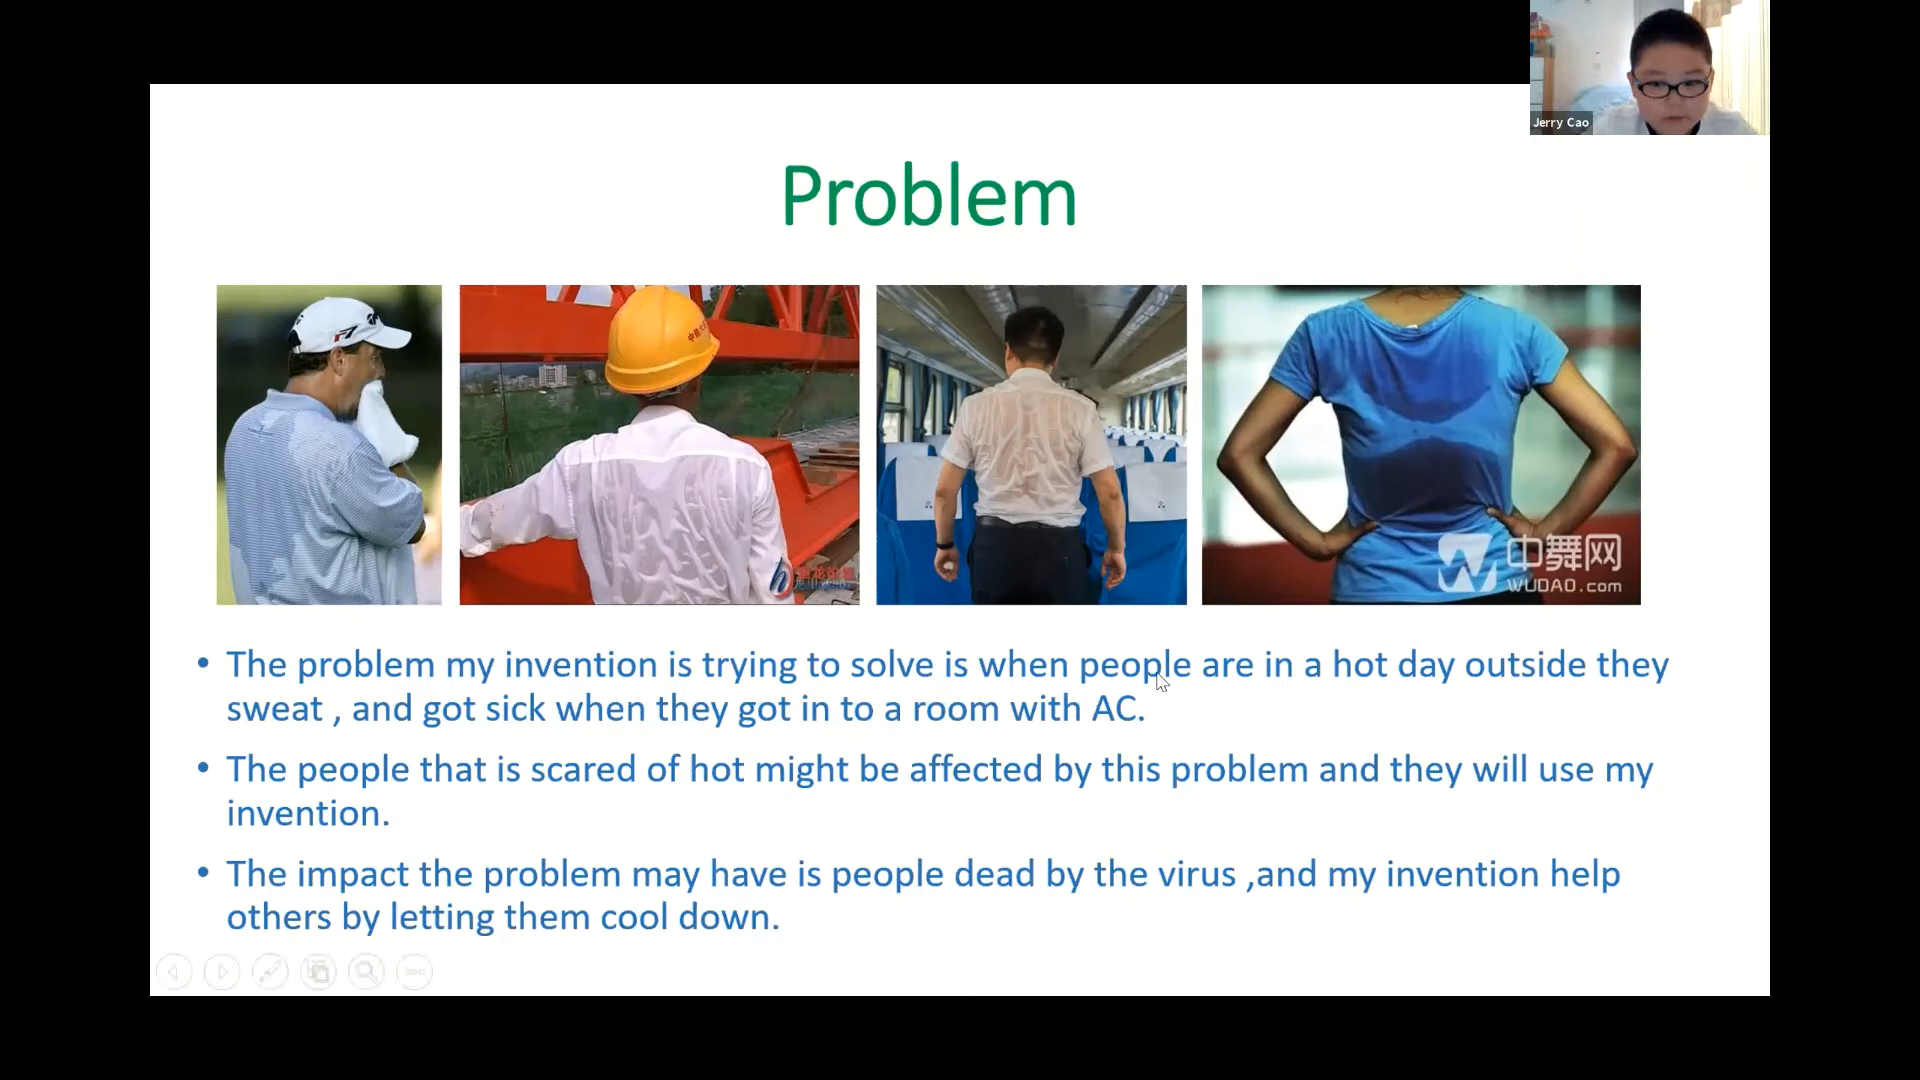 Jerry Cao
Problem
中舞网
WUDAO.com
• The problem my invention is trying to solve is when people are in a hot day outside they
sweat , and got sick when they got in to a room with AC.
• The people that is scared of hot might be affected by this problem and they will use my
invention.
• The impact the problem may have is people dead by the virus ,and my invention help
others by letting them cool down.